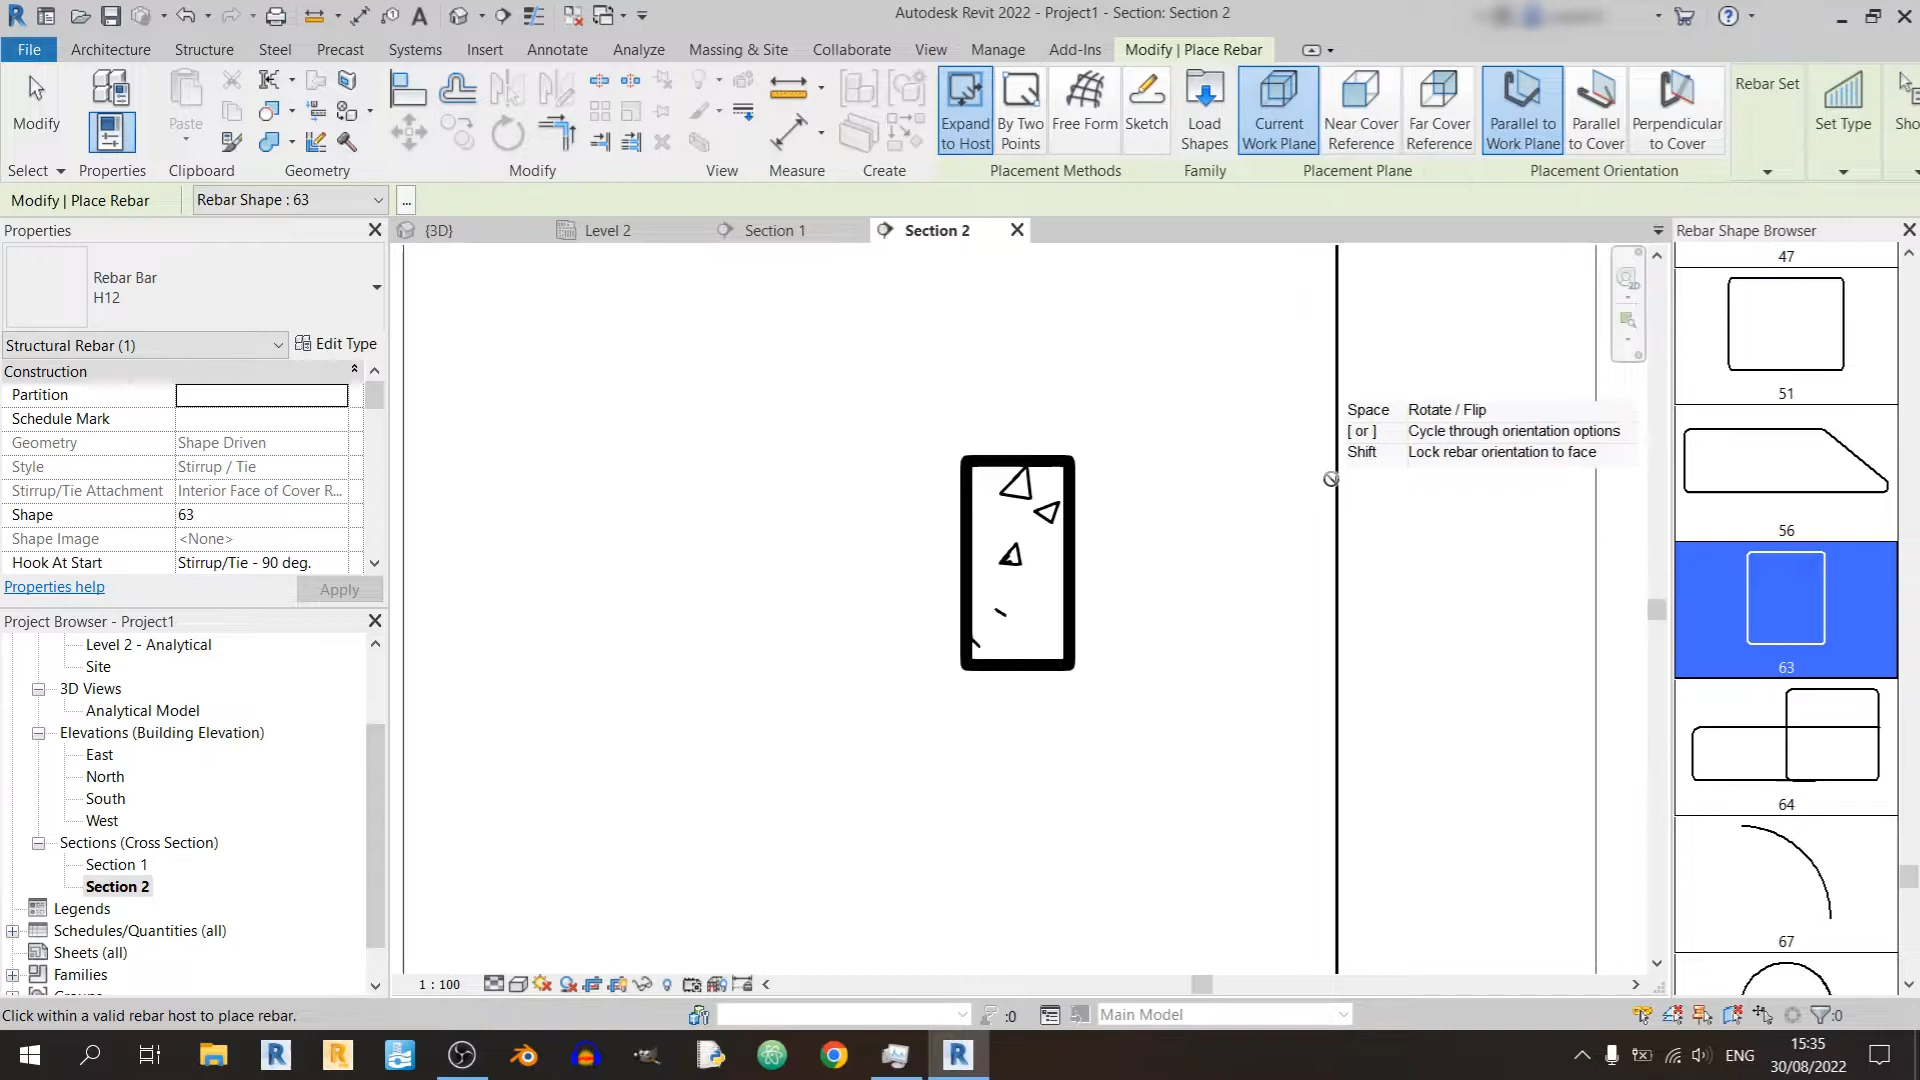 Autodesk Revit 2022 - Project1 - Section: Section 2
File Architecture Structure Steel Precast Systems Insert Annotate Analyze Massing & Site Collaborate View Manage Add-Ins Modify | Place Rebar
Modify
Paste
Expand to Host
By Two Points
Free Form
Sketch
Load Shapes
Current Work Plane
Near Cover Reference
Far Cover Reference
Parallel to Work Plane
Parallel to Cover
Perpendicular to Cover
Rebar Set
Set Type
Sho
Select Properties Clipboard Geometry Modify View Measure Create Placement Methods Family Placement Plane Placement Orientation
Modify | Place Rebar Rebar Shape : 63 ...
Properties
{3D} Level 2 Section 1 Section 2
Rebar Shape Browser
Rebar Bar
H12
Structural Rebar (1) Edit Type
Construction
Partition
Schedule Mark
Geometry Shape Driven
Style Stirrup / Tie
Stirrup/Tie Attachment Interior Face of Cover R...
Shape 63
Shape Image <None>
Hook At Start Stirrup/Tie - 90 deg.
Properties help Apply
Project Browser - Project1
Level 2 - Analytical
Site
3D Views
Analytical Model
Elevations (Building Elevation)
East
North
South
West
Sections (Cross Section)
Section 1
Section 2
Legends
Schedules/Quantities (all)
Sheets (all)
Families
Space Rotate / Flip
[ or ] Cycle through orientation options
Shift Lock rebar orientation to face
47
51
56
63
64
67
1 : 100
Click within a valid rebar host to place rebar.
:0
Main Model
:0
ENG
15:35
30/08/2022